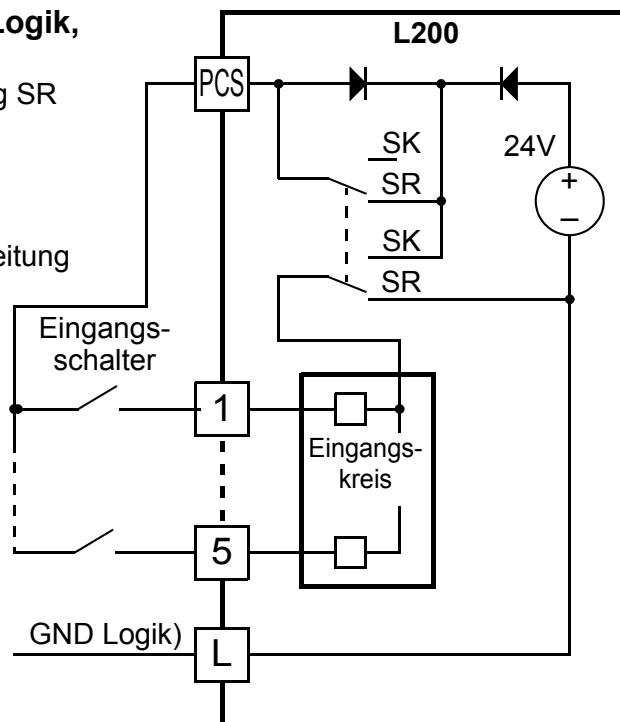 Logik,
L200
g SR
PCS
SK
24V
SR
+
–
SK
eitung
SR
Eingangs-
schalter
1
Eingangs-
kreis
5
GND Logik)
L